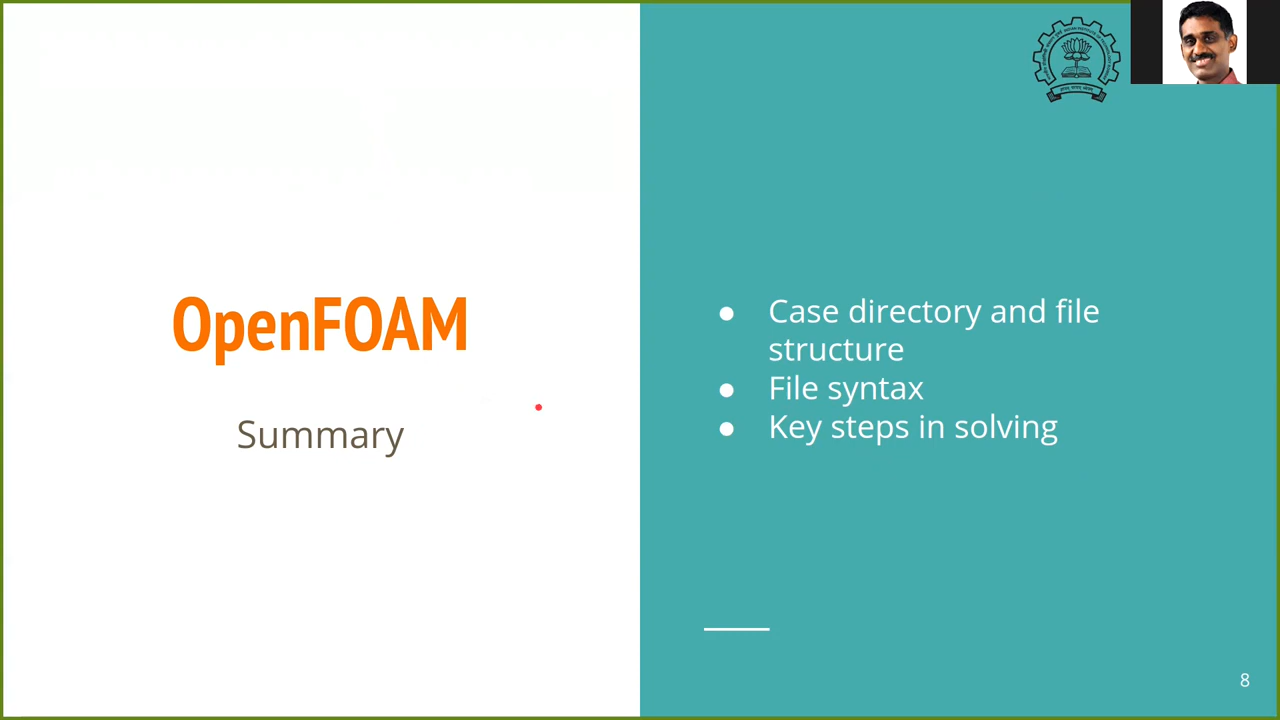 OpenFOAM
Summary
● Case directory and file
structure
● File syntax
● Key steps in solving
8